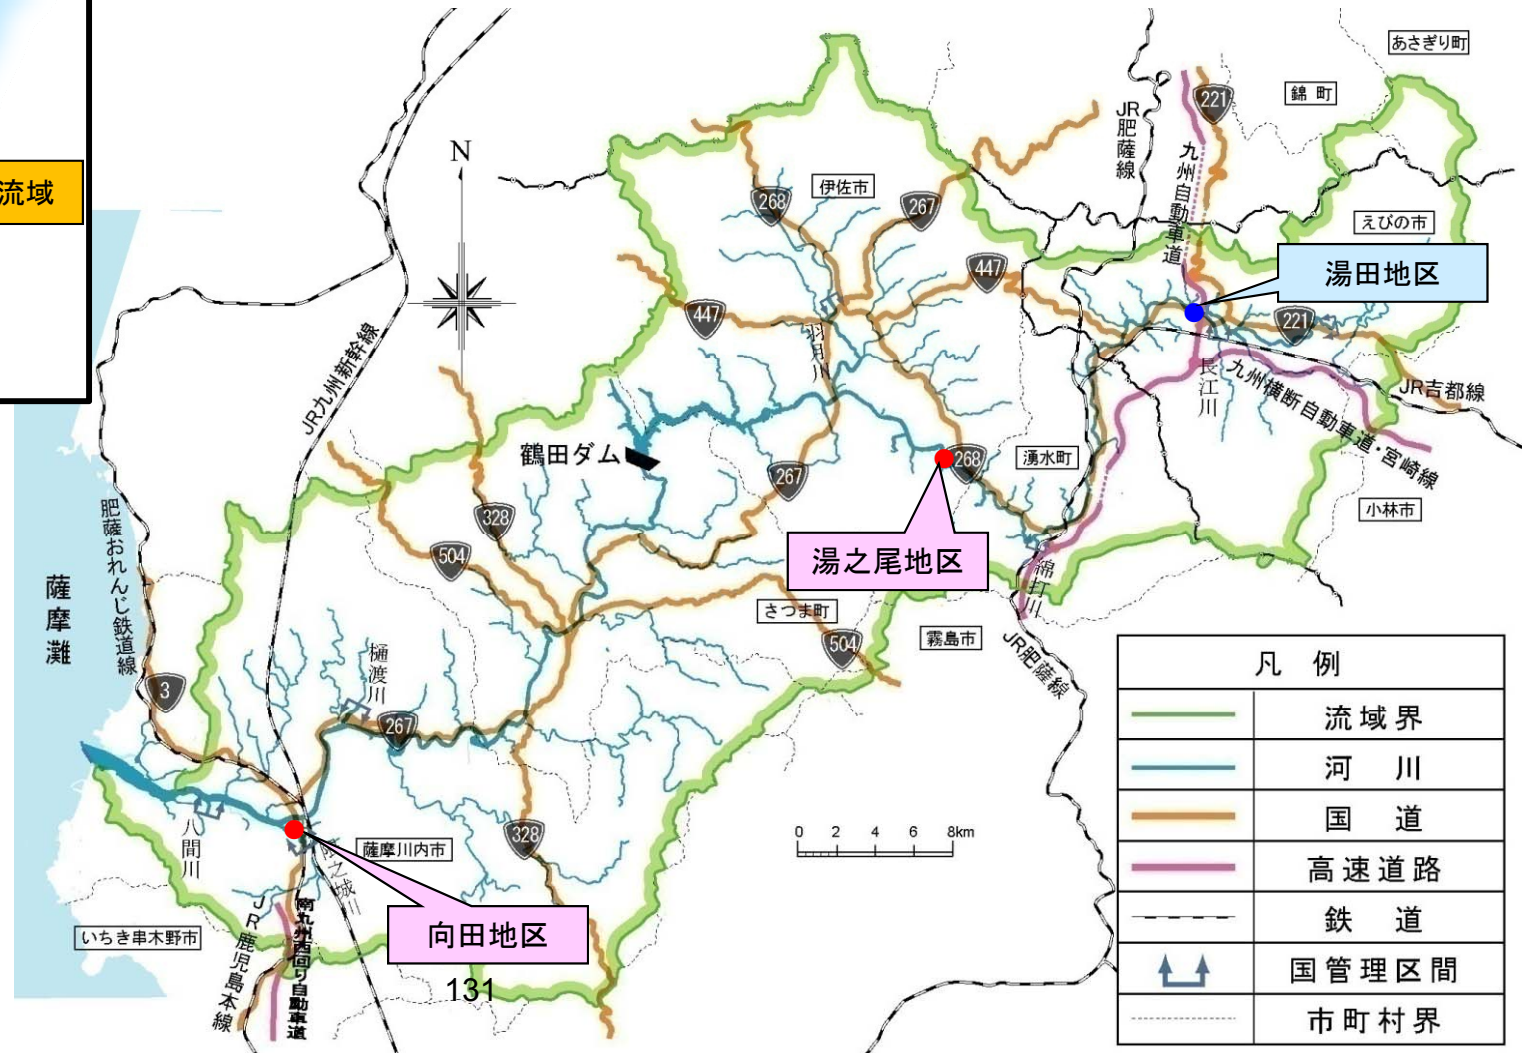 流域
N
あさぎり町
錦町
221
JR肥薩線
九州自動車道
伊佐市
268
267
えびの市
湯田地区
447
447
221
羽月川
長江川
JR吉都線
九州横断自動車道・宮崎線
JR九州新幹線
鶴田ダム
267
268
湧水町
小林市
328
504
湯之尾地区
肥薩おれんじ鉄道線
薩摩灘
綿打川
さつま町
504
霧島市
JR肥薩線
樋渡川
3
267
八間川
薩摩川内市
328
0 2 4 6 8km
向田地区
いちき串木野市
JR鹿児島本線
南九州西回り自動車道
131
凡例
流域界
河川
国道
高速道路
鉄道
国管理区間
市町村界